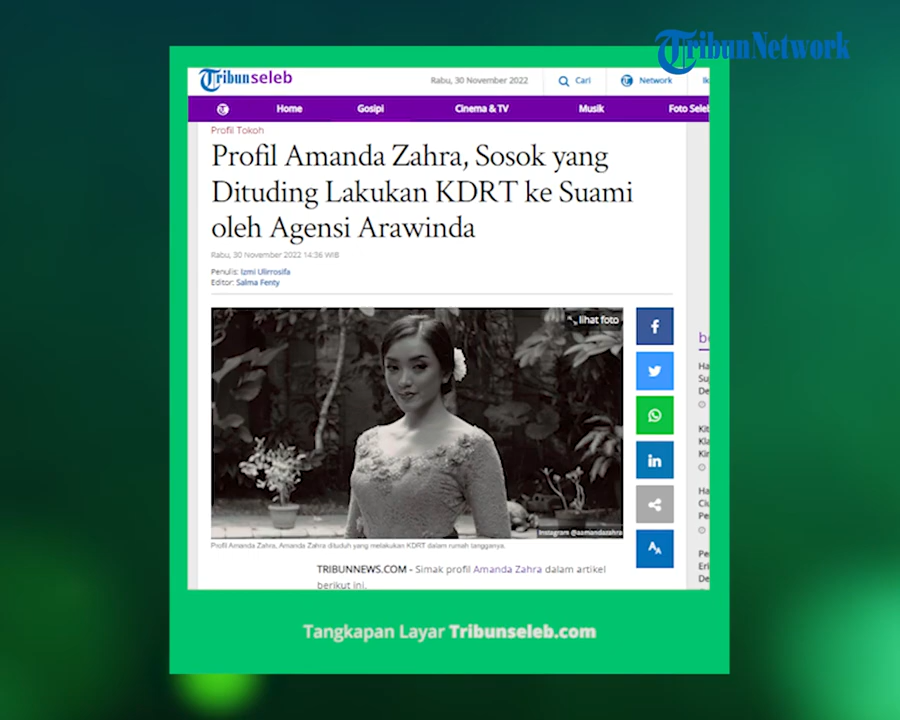 TribunNetwork
Tribunseleb
Rabu, 30 November 2022
Cari
Network
Home
Gosipi
Cinema & TV
Musik
Foto Seleb
Profil Tokoh
Profil Amanda Zahra, Sosok yang
Dituding Lakukan KDRT ke Suami
oleh Agensi Arawinda
Rabu, 30 November 2022 14:36 WIB
Penulis: Izmi Ulirrosifa
Editor: Salma Fenty
lihat foto
Instagram @aamandazahra
Profil Amanda Zahra, Amanda Zahra dituduh yang melakukan KDRT dalam rumah tangganya.
TRIBUNNEWS.COM - Simak profil Amanda Zahra dalam artikel
berikut ini.
Tangkapan Layar Tribunseleb.com